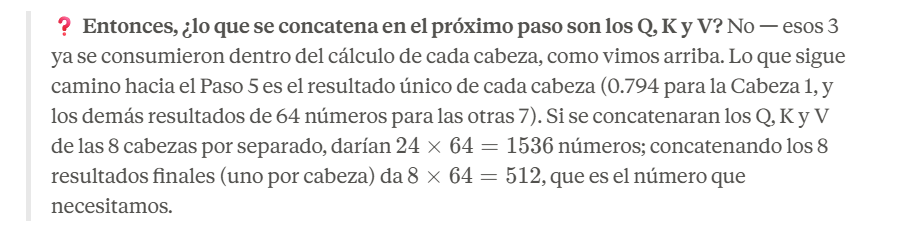 ❓ Entonces, ¿lo que se concatena en el próximo paso son los Q, K y V? No — esos 3
ya se consumieron dentro del cálculo de cada cabeza, como vimos arriba. Lo que sigue
camino hacia el Paso 5 es el resultado único de cada cabeza (0.794 para la Cabeza 1, y
los demás resultados de 64 números para las otras 7). Si se concatenaran los Q, K y V
de las 8 cabezas por separado, darían 24 × 64 = 1536 números; concatenando los 8
resultados finales (uno por cabeza) da 8 × 64 = 512, que es el número que
necesitamos.